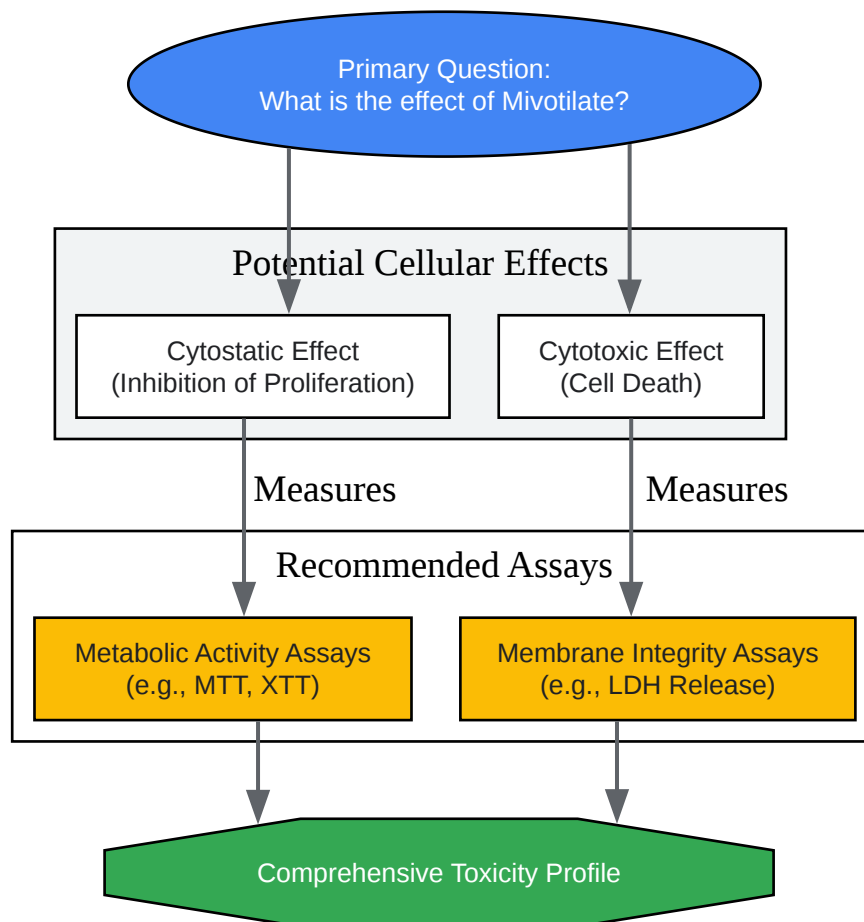 Primary Question:
What is the effect of Mivotilate?
Potential Cellular Effects
Cytostatic Effect
(Inhibition of Proliferation)
Cytotoxic Effect
(Cell Death)
Measures
Measures
Recommended Assays
Metabolic Activity Assays
(e.g., MTT, XTT)
Membrane Integrity Assays
(e.g., LDH Release)
Comprehensive Toxicity Profile